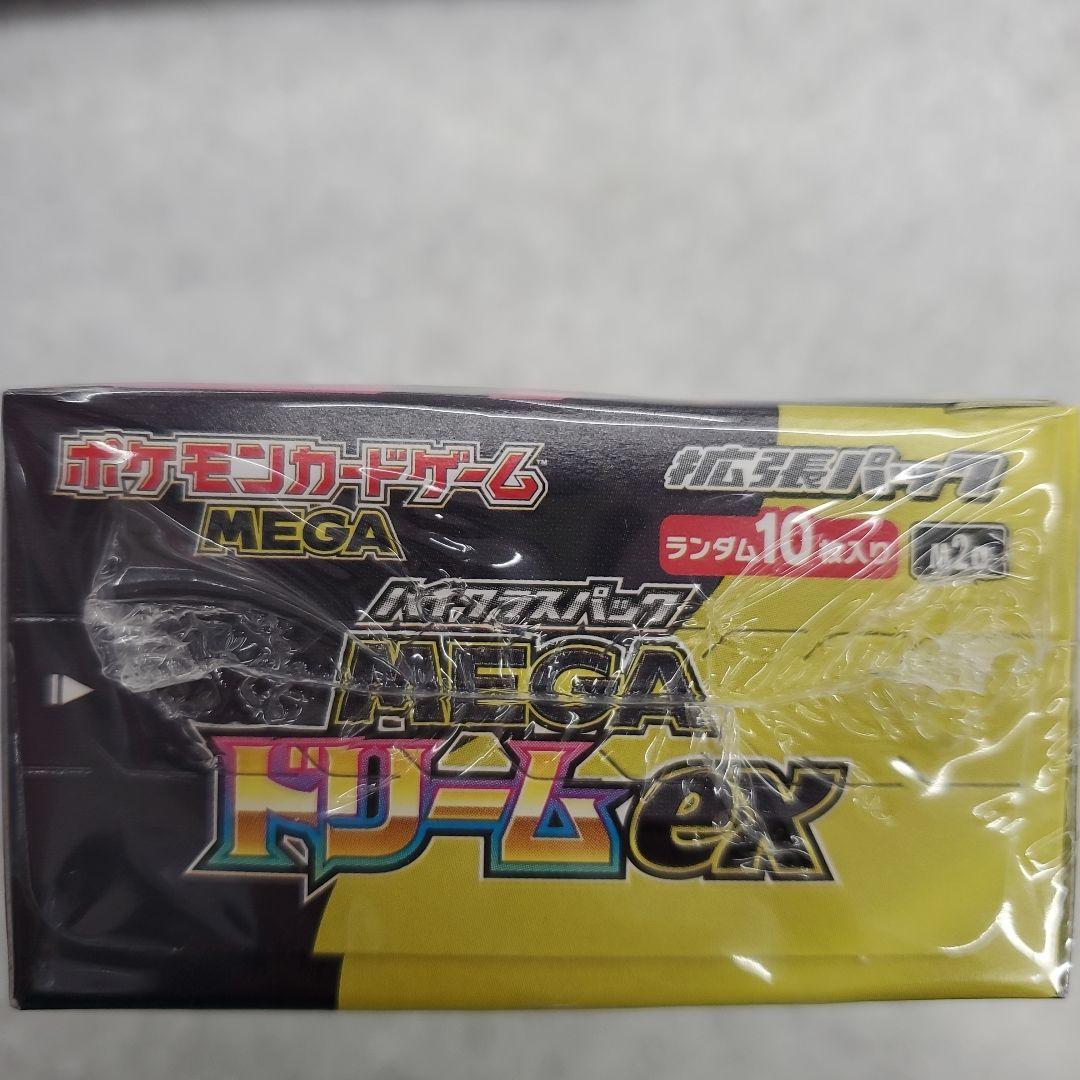 ポケモンカードゲーム
MEGA
拡張パック
ランダム10枚入り
ハイクラスパック
MEGA
ドリームex